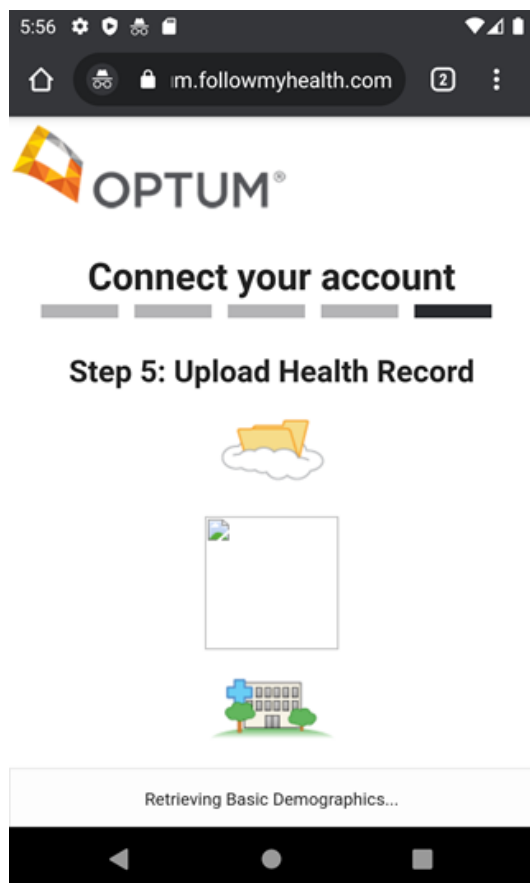 5:56
ım.followmyhealth.com
2
OPTUM®
Connect your account
Step 5: Upload Health Record
Retrieving Basic Demographics...